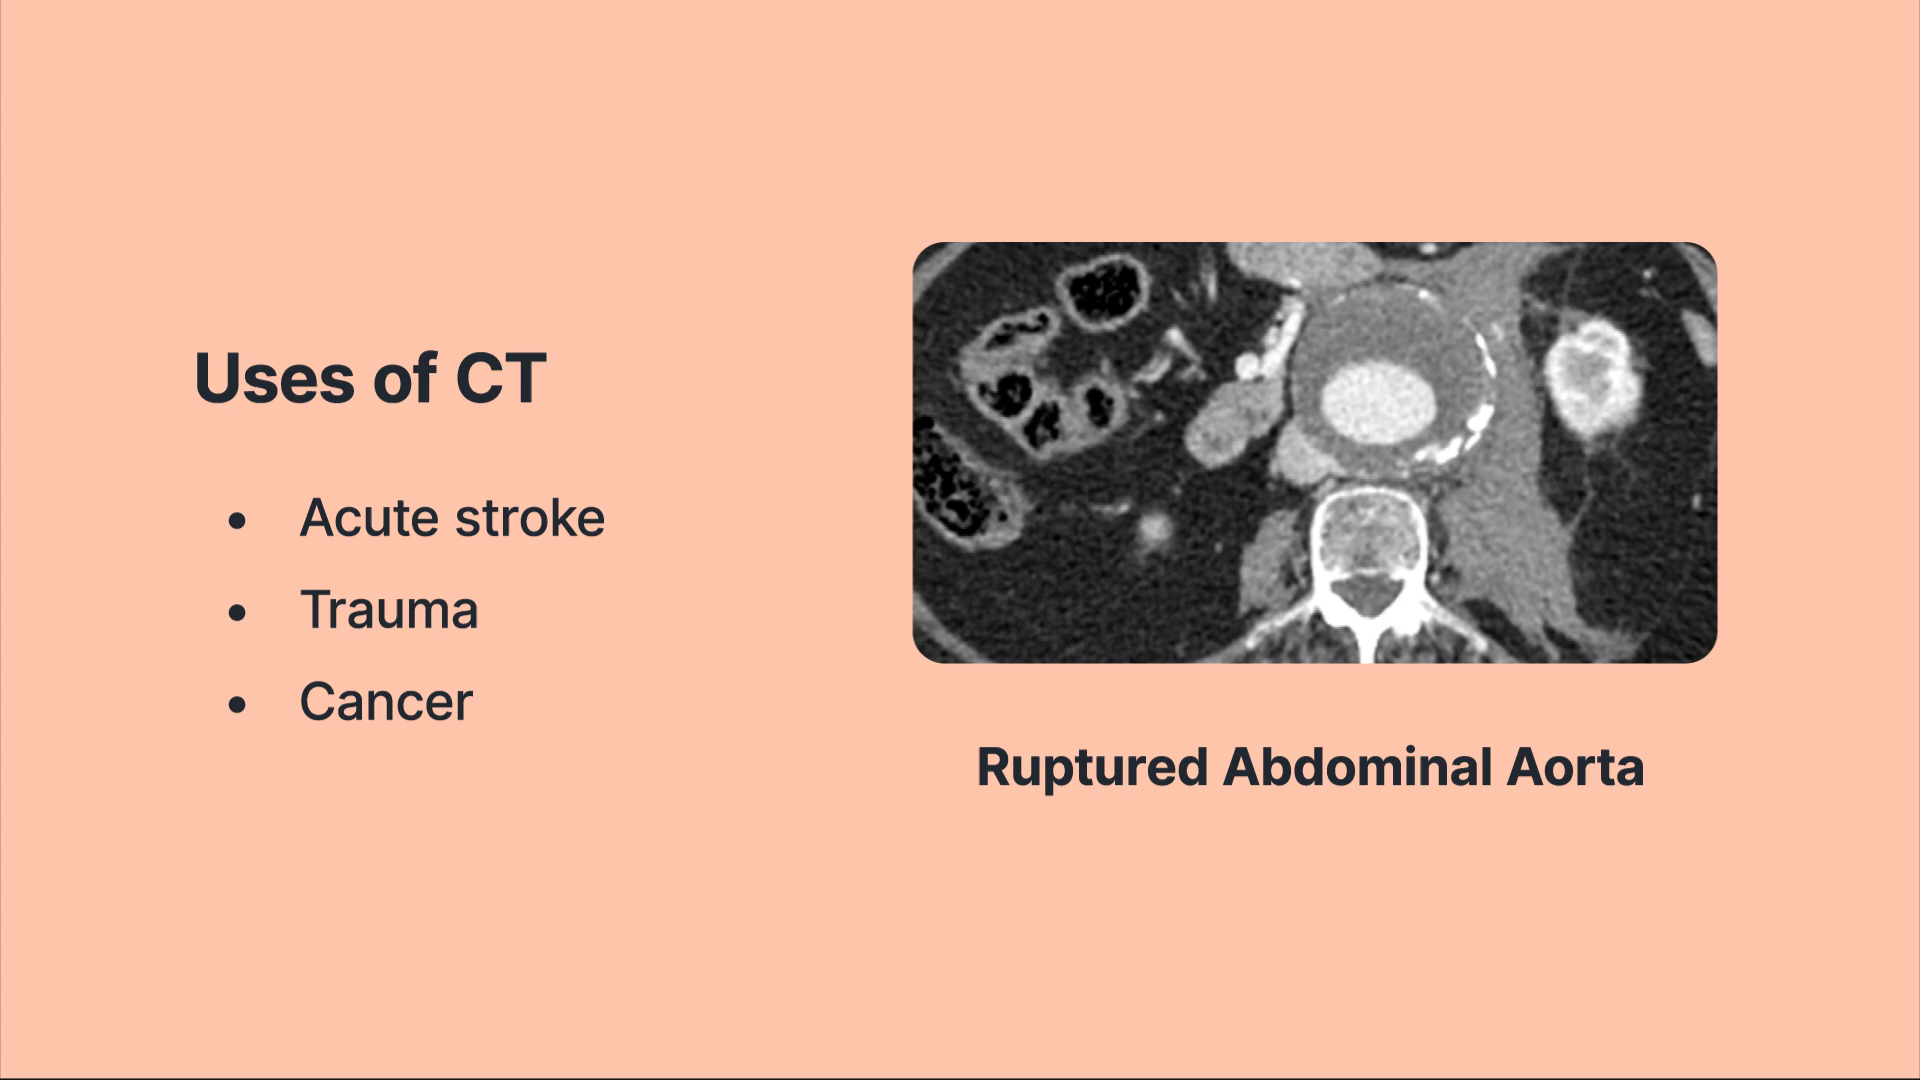 Uses of CT
• Acute stroke
• Trauma
• Cancer
Ruptured Abdominal Aorta